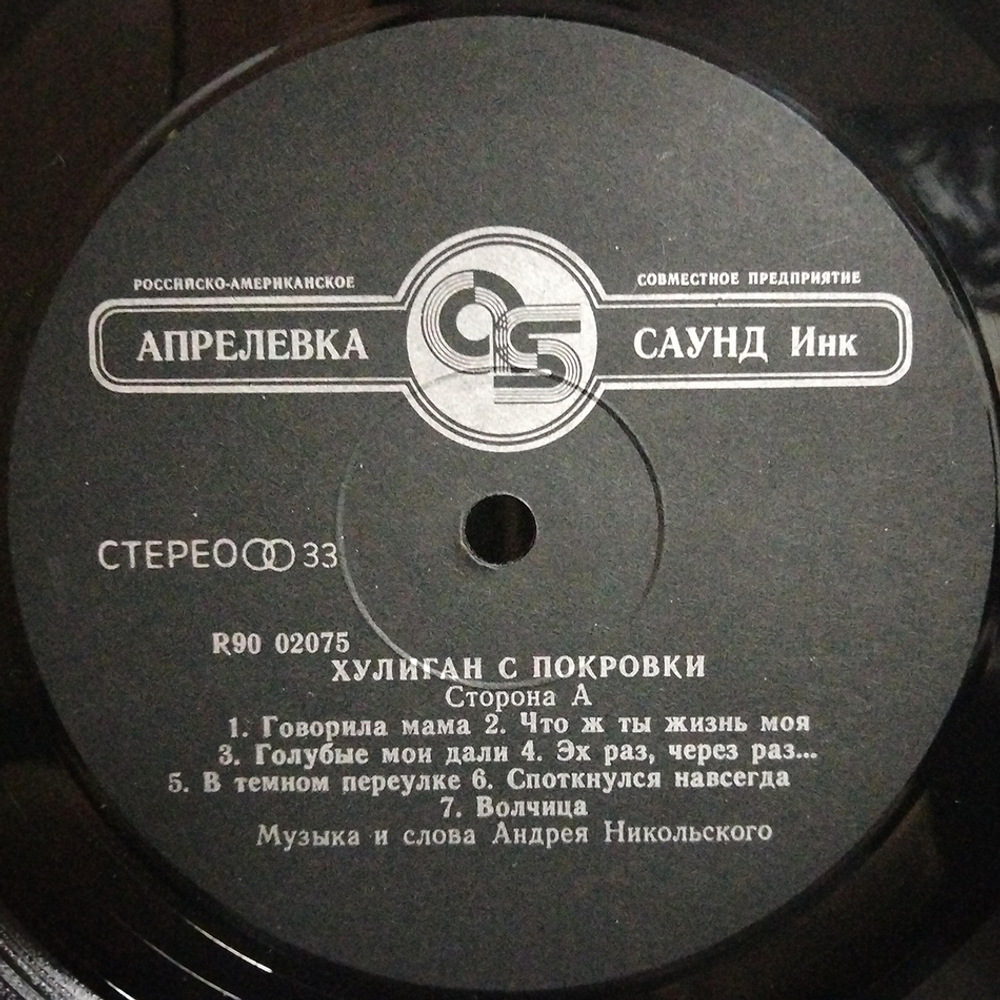 РОССИЙСКО-АМЕРИКАНСКОЕ СОВМЕСТНОЕ ПРЕДПРИЯТИЕ
АПРЕЛЕВКА САУНД Инк
СТЕРЕО 33
R90 02075
ХУЛИГАН С ПОКРОВКИ
Сторона А
1. Говорила мама 2. Что ж ты жизнь моя
3. Голубые мои дали 4. Эх раз, через раз...
5. В темном переулке 6. Споткнулся навсегда
7. Волчица
Музыка и слова Андрея Никольского